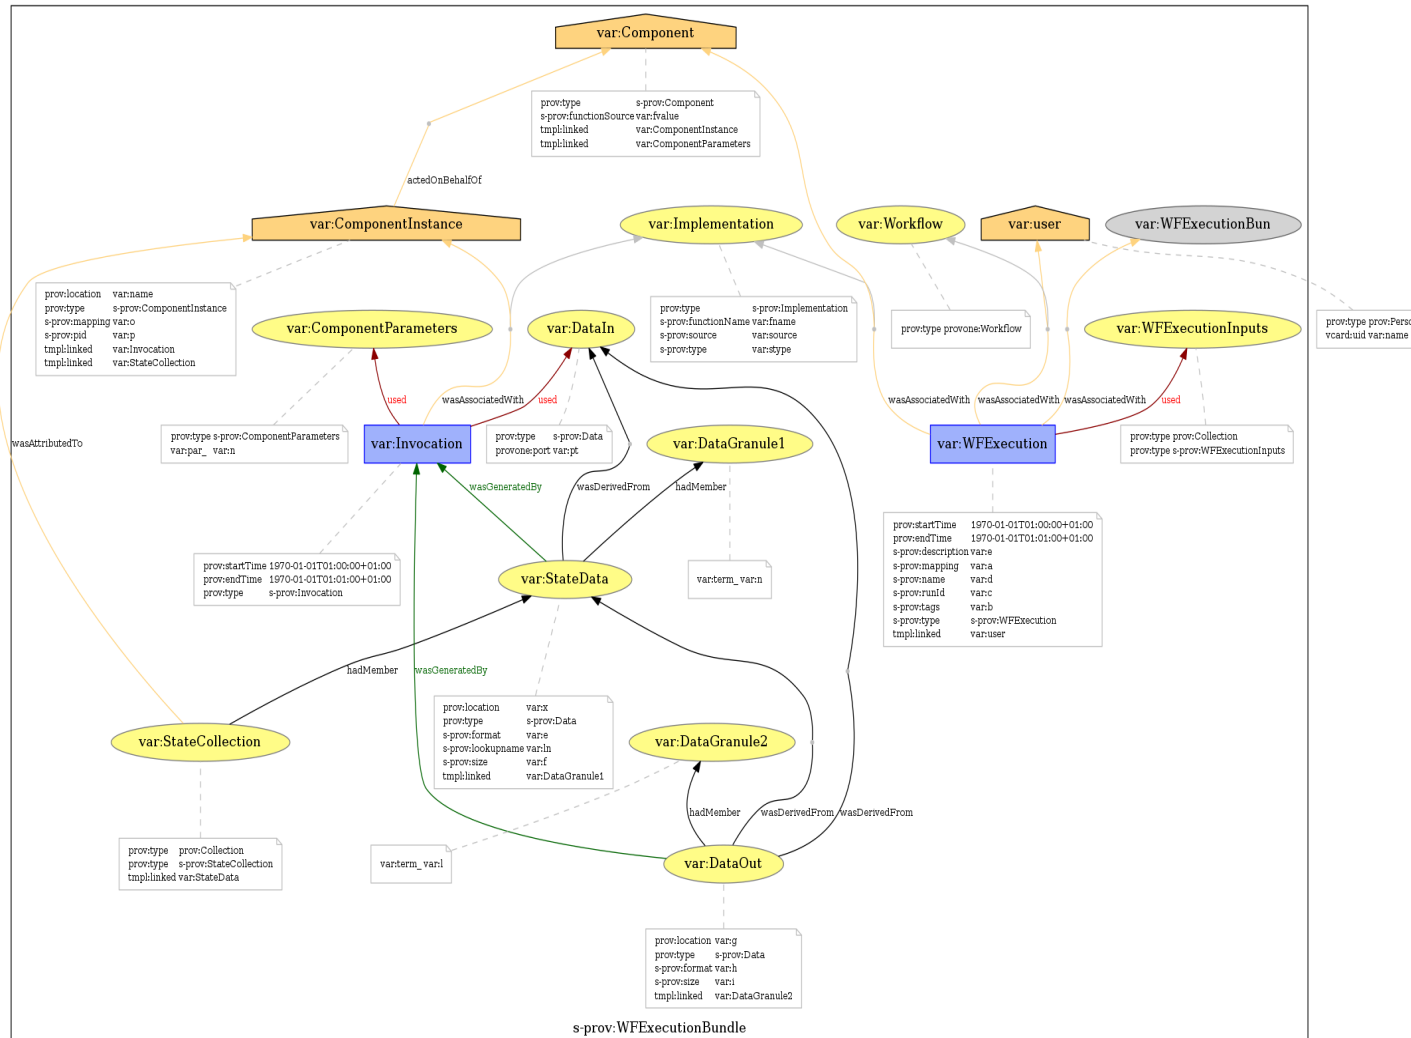 var:Component
prov:type s-prov:Component
s-prov:functionSource var:fvalue
tmpl:linked var:ComponentInstance
tmpl:linked var:ComponentParameters
actedOnBehalfOf
var:ComponentInstance
var:Implementation
var:Workflow
var:user
var:WFExecutionBun
prov:location var:name
prov:type s-prov:ComponentInstance
s-prov:mapping var:o
s-prov:pid var:p
tmpl:linked var:Invocation
tmpl:linked var:StateCollection
var:ComponentParameters
var:DataIn
prov:type s-prov:Implementation
s-prov:functionName var:fname
s-prov:source var:source
s-prov:type var:stype
prov:type provone:Workflow
var:WFExecutionInputs
prov:type prov:Perso
vcard:uid var:name
used
wasAssociatedWith
used
wasAssociatedWith
wasAssociatedWith
wasAssociatedWith
used
wasAttributedTo
prov:type s-prov:ComponentParameters
var:par_ var:n
var:Invocation
prov:type s-prov:Data
provone:port var:pt
var:DataGranule1
var:WFExecution
prov:type prov:Collection
prov:type s-prov:WFExecutionInputs
wasGeneratedBy
wasDerivedFrom
hadMember
prov:startTime 1970-01-01T01:00:00+01:00
prov:endTime 1970-01-01T01:01:00+01:00
prov:type s-prov:Invocation
var:StateData
var:term_ var:n
prov:startTime 1970-01-01T01:00:00+01:00
prov:endTime 1970-01-01T01:01:00+01:00
s-prov:description var:e
s-prov:mapping var:a
s-prov:name var:d
s-prov:runId var:c
s-prov:tags var:b
s-prov:type s-prov:WFExecution
tmpl:linked var:user
hadMember
wasGeneratedBy
var:StateCollection
prov:location var:x
prov:type s-prov:Data
s-prov:format var:e
s-prov:lookupname var:ln
s-prov:size var:f
tmpl:linked var:DataGranule1
var:DataGranule2
hadMember
wasDerivedFrom
wasDerivedFrom
prov:type prov:Collection
prov:type s-prov:StateCollection
tmpl:linked var:StateData
var:term_ var:l
var:DataOut
prov:location var:g
prov:type s-prov:Data
s-prov:format var:h
s-prov:size var:i
tmpl:linked var:DataGranule2
s-prov:WFExecutionBundle